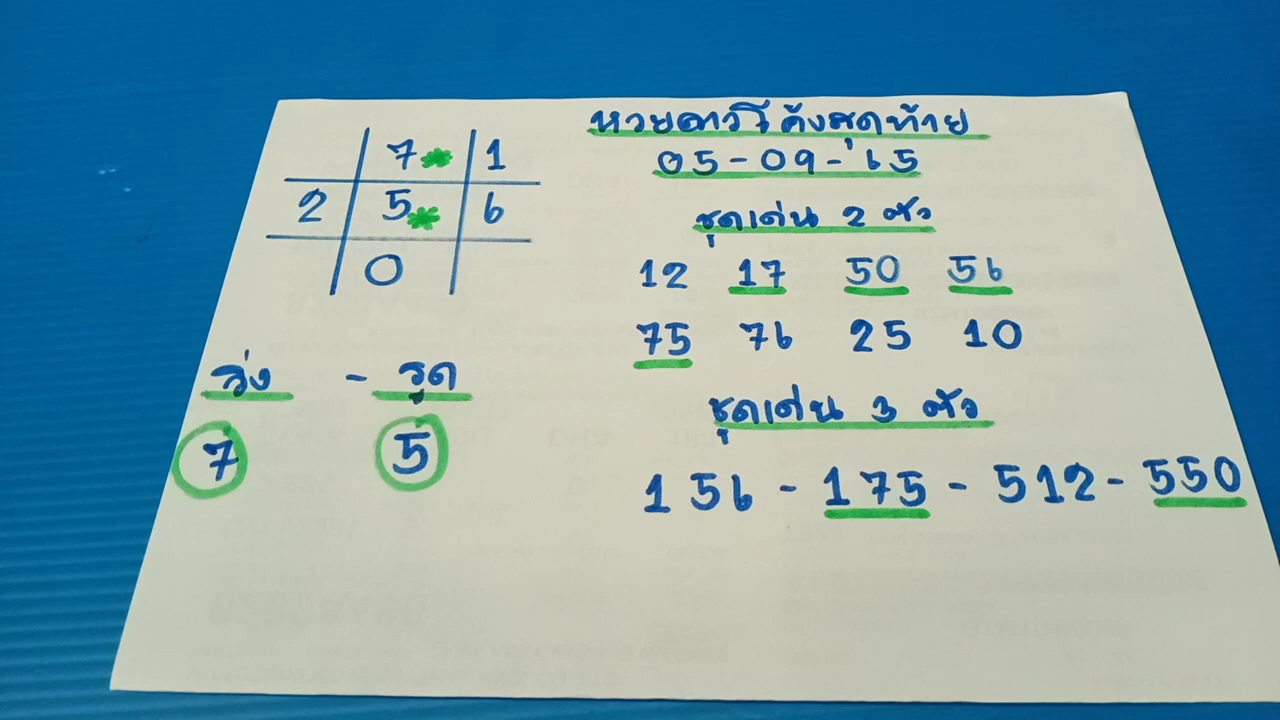 หวยลาวโค้งสุดท้าย
05-09-65
7 1
2 5 6
0
วิ่ง - รูด
7 5
ชุดเด่น 2 ตัว
12 17 50 56
75 76 25 10
ชุดเด่น 3 ตัว
156 - 175 - 512 - 550